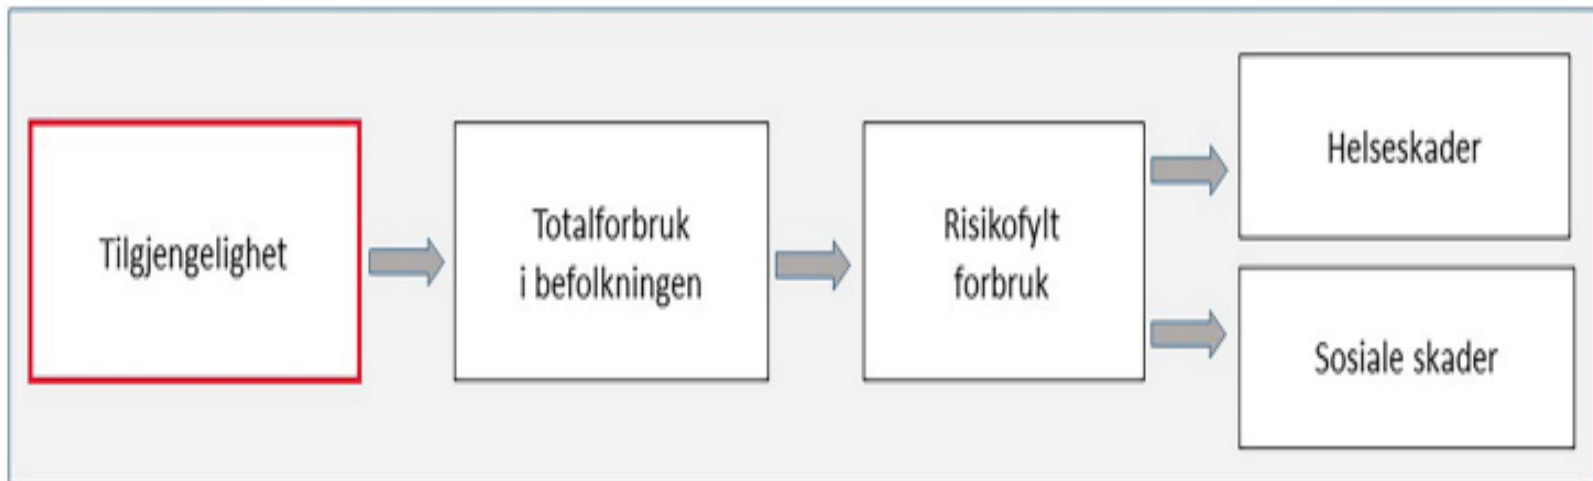 Tilgjengelighet
Totalforbruk
i befolkningen
Risikofylt
forbruk
Helseskader
Sosiale skader